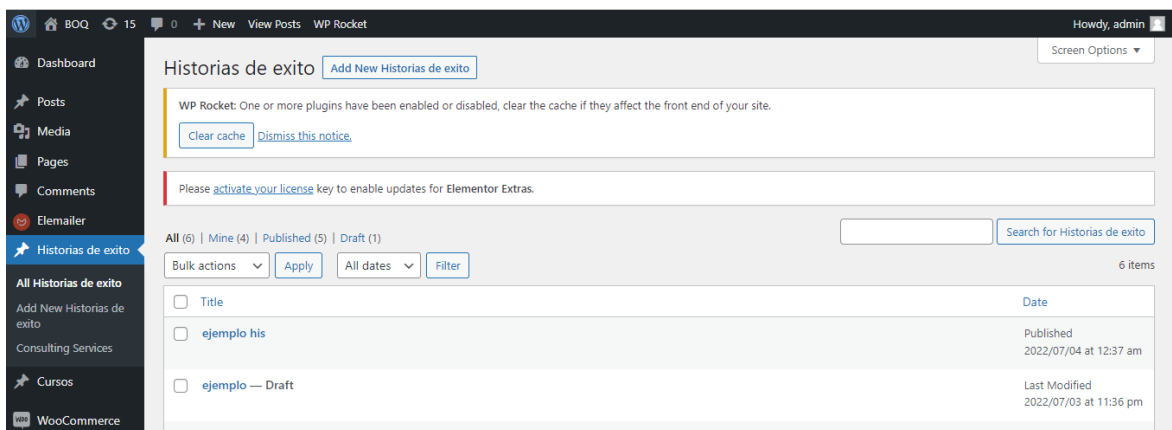 BOQ 15 0 New View Posts WP Rocket Howdy, admin
Screen Options
Dashboard
Posts
Media
Pages
Comments
Elemailer
Historias de exito
All Historias de exito
Add New Historias de
exito
Consulting Services
Cursos
WooCommerce
Historias de exito Add New Historias de exito
WP Rocket: One or more plugins have been enabled or disabled, clear the cache if they affect the front end of your site.
Clear cache Dismiss this notice.
Please activate your license key to enable updates for Elementor Extras.
All (6) | Mine (4) | Published (5) | Draft (1)
Search for Historias de exito
Bulk actions Apply All dates Filter
6 items
Title Date
ejemplo his Published
2022/07/04 at 12:37 am
ejemplo — Draft Last Modified
2022/07/03 at 11:36 pm